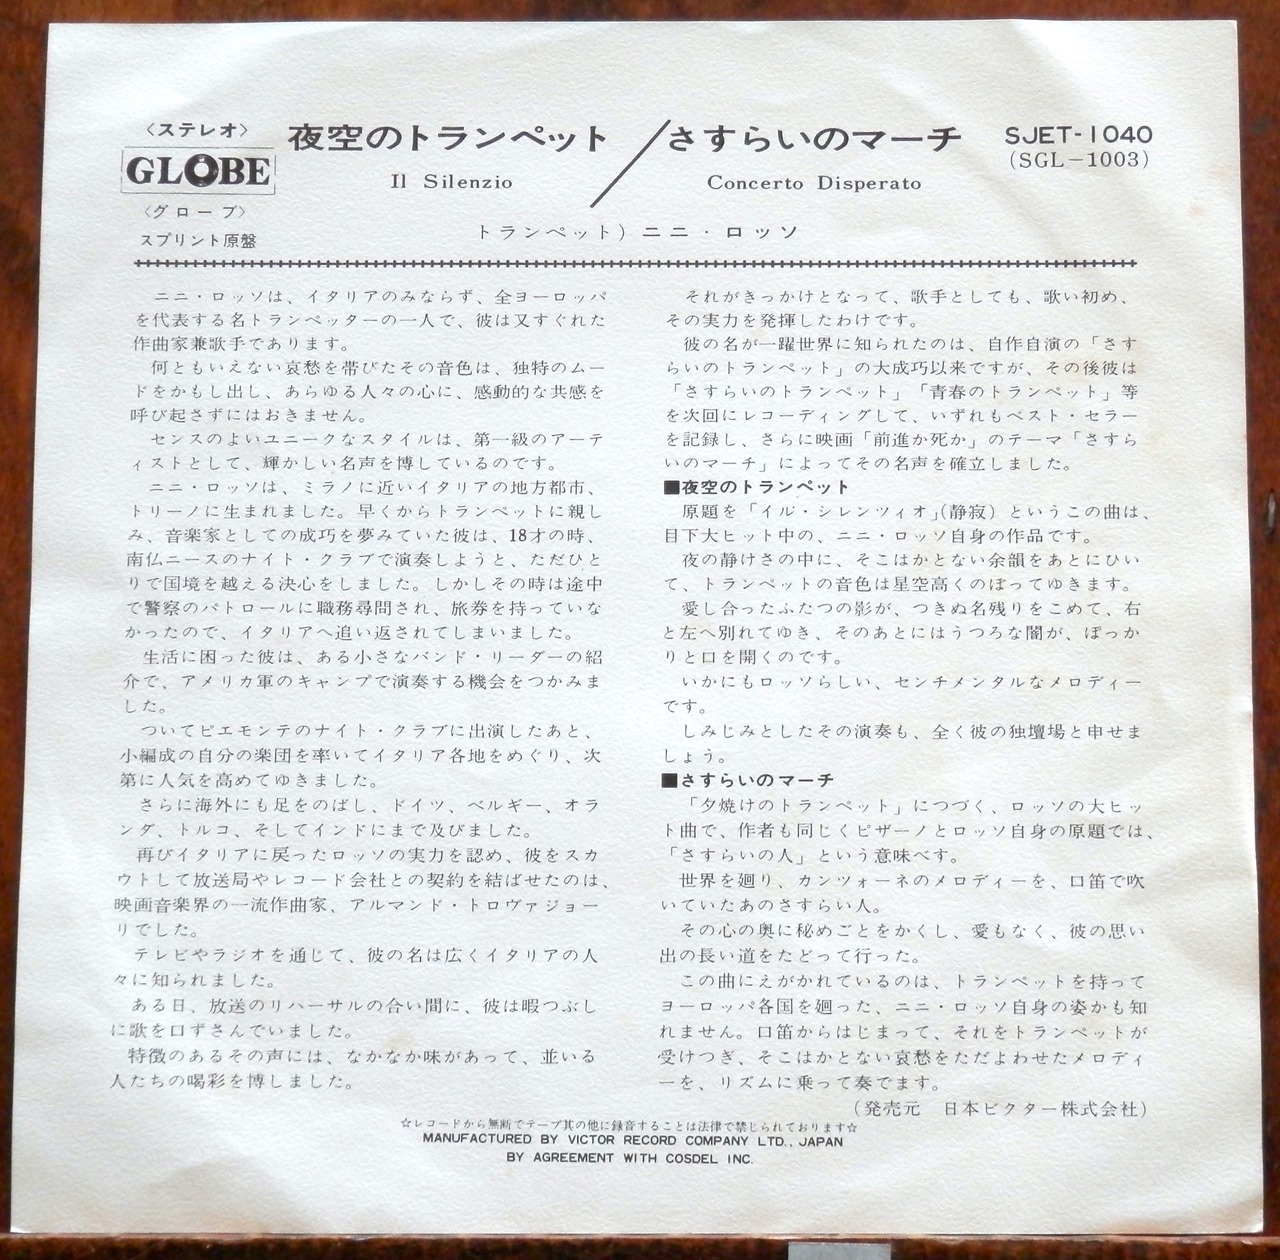 〈ステレオ〉
GLOBE
〈グローブ〉
スプリント原盤
夜空のトランペット／さすらいのマーチ
Il Silenzio
Concerto Disperato
トランペット）ニニ・ロッソ
SJET-1040
(SGL-1003)
ニニ・ロッソは、イタリアのみならず、全ヨーロッパ
を代表する名トランペッターの一人で、彼は又すぐれた
作曲家兼歌手であります。
何ともいえない哀愁を帯びたその音色は、独特のムー
ドをかもし出し、あらゆる人々の心に、感動的な共感を
呼び起さずにはおきません。
センスのよいユニークなスタイルは、第一級のアーテ
ィストとして、輝かしい名声を博しているのです。
ニニ・ロッソは、ミラノに近いイタリアの地方都市、
トリーノに生まれました。早くからトランペットに親し
み、音楽家としての成功を夢みていた彼は、18才の時、
南仏ニースのナイト・クラブで演奏しようと、ただひと
りで国境を越える決心をしました。しかしその時は途中
で警察のパトロールに職務尋問され、旅券を持っていな
かったので、イタリアへ追い返されてしまいました。
生活に困った彼は、ある小さなバンド・リーダーの紹
介で、アメリカ軍のキャンプで演奏する機会をつかみま
した。
ついてピエモンテのナイト・クラブに出演したあと、
小編成の自分の楽団を率いてイタリア各地をめぐり、次
第に人気を高めてゆきました。
さらに海外にも足をのばし、ドイツ、ベルギー、オラ
ンダ、トルコ、そしてインドにまで及びました。
再びイタリアに戻ったロッソの実力を認め、彼をスカ
ウトして放送局やレコード会社との契約を結ばせたのは、
映画音楽界の一流作曲家、アルマンド・トロヴァジョー
リでした。
テレビやラジオを通じて、彼の名は広くイタリアの人
々に知られました。
ある日、放送のリハーサルの合い間に、彼は暇つぶし
に歌を口ずさんでいました。
特徴のあるその声には、なかなか味があって、並いる
人たちの喝彩を博しました。
それがきっかけとなって、歌手としても、歌い初め、
その実力を発揮したわけです。
彼の名が一躍世界に知られたのは、自作自演の「さす
らいのトランペット」の大成巧以来ですが、その後彼は
「さすらいのトランペット」「青春のトランペット」等
を次回にレコーディングして、いずれもベスト・セラー
を記録し、さらに映画「前進か死か」のテーマ「さすら
いのマーチ」によってその名声を確立しました。
■夜空のトランペット
原題を「イル・シレンツィオ」(静寂）というこの曲は、
目下大ヒット中の、ニニ・ロッソ自身の作品です。
夜の静けさの中に、そこはかとない余韻をあとにひい
て、トランペットの音色は星空高くのぼってゆきます。
愛し合ったふたつの影が、つきぬ名残りをこめて、右
と左へ別れてゆき、そのあとにはうつろな闇が、ぽっか
りと口を開くのです。
いかにもロッソらしい、センチメンタルなメロディー
です。
しみじみとしたその演奏も、全く彼の独壇場と申せま
しょう。
■さすらいのマーチ
「夕焼けのトランペット」につづく、ロッソの大ヒッ
ト曲で、作者も同じくピザーノとロッソ自身の原題では、
「さすらいの人」という意味べす。
世界を廻り、カンツォーネのメロディーを、口笛で吹
いていたあのさすらい人。
その心の奥に秘めごとをかくし、愛もなく、彼の思い
出の長い道をたどって行った。
この曲にえがかれているのは、トランペットを持って
ヨーロッパ各国を廻った、ニニ・ロッソ自身の姿かも知
れません。口笛からはじまって、それをトランペットが
受けつぎ、そこはかとない哀愁をただよわせたメロディ
ーを、リズムに乗って奏でます。
（発売元　日本ビクター株式会社）
☆レコードから無断でテープ其の他に録音することは法律で禁じられております☆
MANUFACTURED BY VICTOR RECORD COMPANY LTD., JAPAN
BY AGREEMENT WITH COSDEL INC.